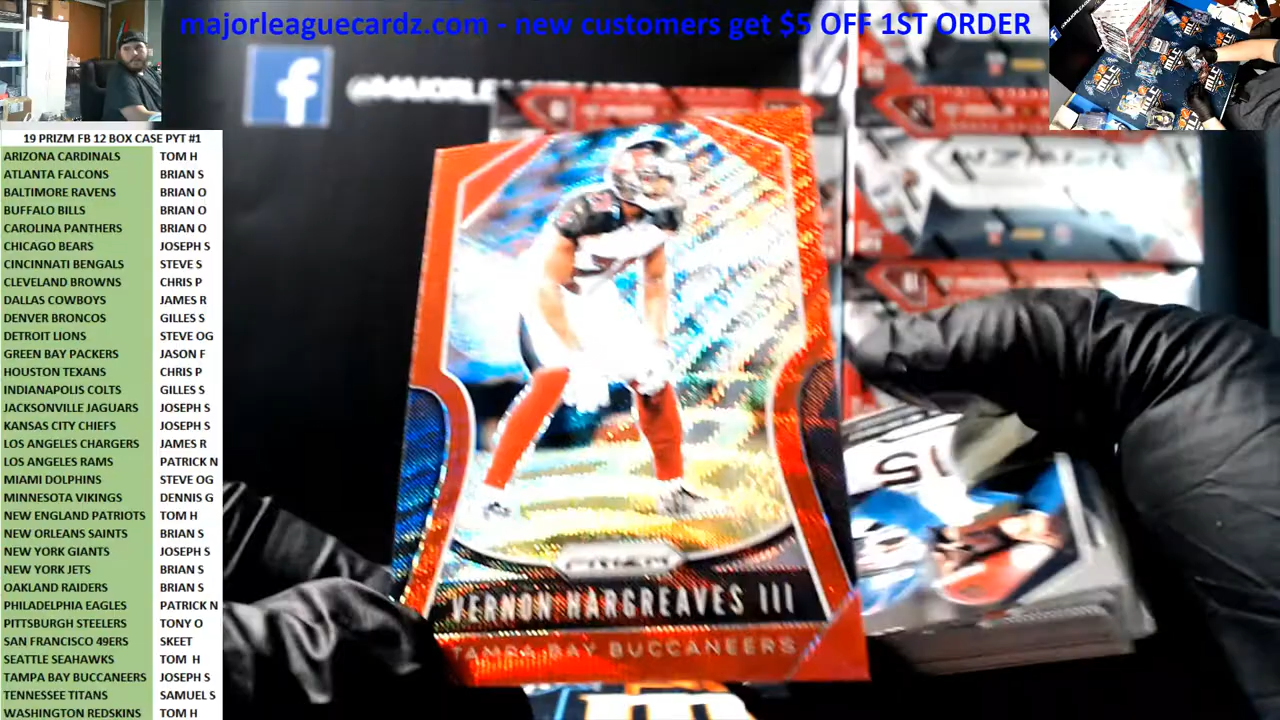 majorleaguecardz.com - new customers get $5 OFF 1ST ORDER
f @MAJORLEAGUECARDZ
19 PRIZM FB 12 BOX CASE PYT #1
ARIZONA CARDINALS TOM H
ATLANTA FALCONS BRIAN S
BALTIMORE RAVENS BRIAN O
BUFFALO BILLS BRIAN O
CAROLINA PANTHERS BRIAN O
CHICAGO BEARS JOSEPH S
CINCINNATI BENGALS STEVE S
CLEVELAND BROWNS CHRIS P
DALLAS COWBOYS JAMES R
DENVER BRONCOS GILLES S
DETROIT LIONS STEVE OG
GREEN BAY PACKERS JASON F
HOUSTON TEXANS CHRIS P
INDIANAPOLIS COLTS GILLES S
JACKSONVILLE JAGUARS JOSEPH S
KANSAS CITY CHIEFS JOSEPH S
LOS ANGELES CHARGERS JAMES R
LOS ANGELES RAMS PATRICK N
MIAMI DOLPHINS STEVE OG
MINNESOTA VIKINGS DENNIS G
NEW ENGLAND PATRIOTS TOM H
NEW ORLEANS SAINTS BRIAN S
NEW YORK GIANTS JOSEPH S
NEW YORK JETS BRIAN S
OAKLAND RAIDERS BRIAN S
PHILADELPHIA EAGLES PATRICK N
PITTSBURGH STEELERS TONY O
SAN FRANCISCO 49ERS SKEET
SEATTLE SEAHAWKS TOM H
TAMPA BAY BUCCANEERS JOSEPH S
TENNESSEE TITANS SAMUEL S
WASHINGTON REDSKINS TOM H
PRIZM
VERNON HARGREAVES III
TAMPA BAY BUCCANEERS